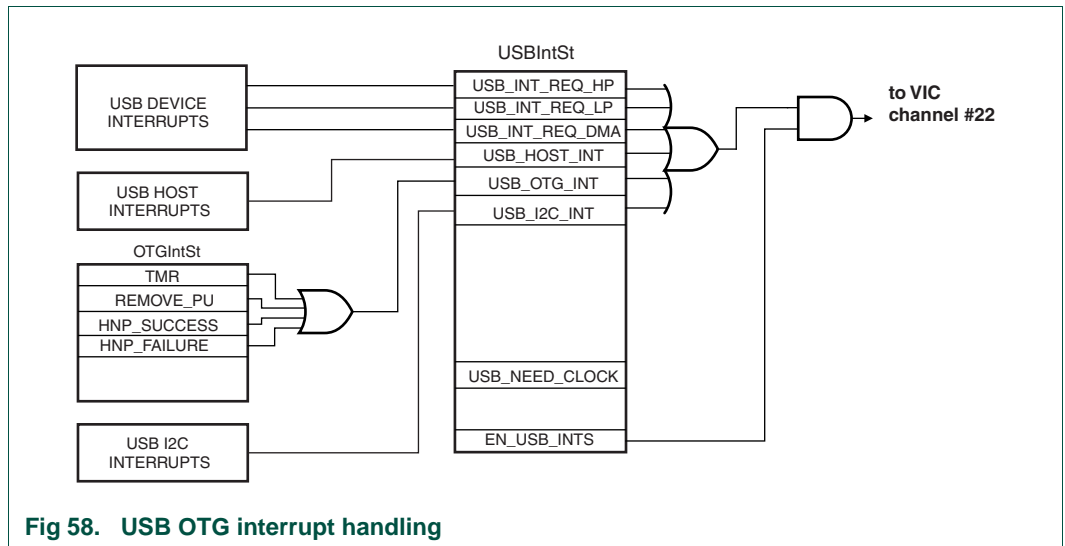 USBIntSt
USB DEVICE
INTERRUPTS
USB_INT_REQ_HP
USB_INT_REQ_LP
USB_INT_REQ_DMA
USB_HOST_INT
USB_OTG_INT
USB_I2C_INT
USB_NEED_CLOCK
EN_USB_INTS
to VIC
channel #22
USB HOST
INTERRUPTS
OTGIntSt
TMR
REMOVE_PU
HNP_SUCCESS
HNP_FAILURE
USB I2C
INTERRUPTS
Fig 58. USB OTG interrupt handling